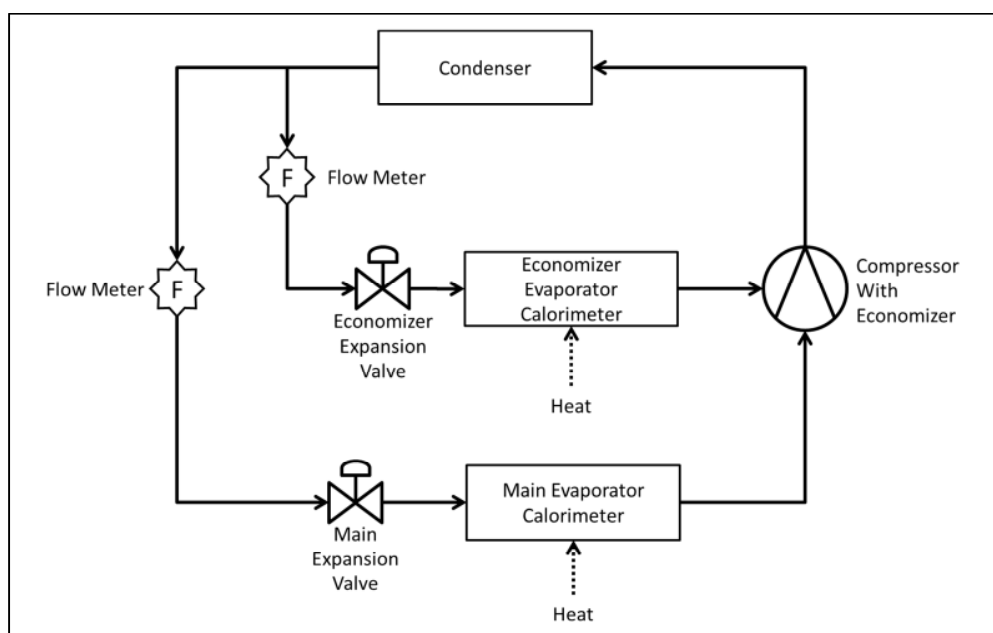 Condenser
F
Flow Meter
Flow Meter
F
Economizer
Evaporator
Calorimeter
Compressor
With
Economizer
Economizer
Expansion
Valve
Heat
Main Evaporator
Calorimeter
Main
Expansion
Valve
Heat